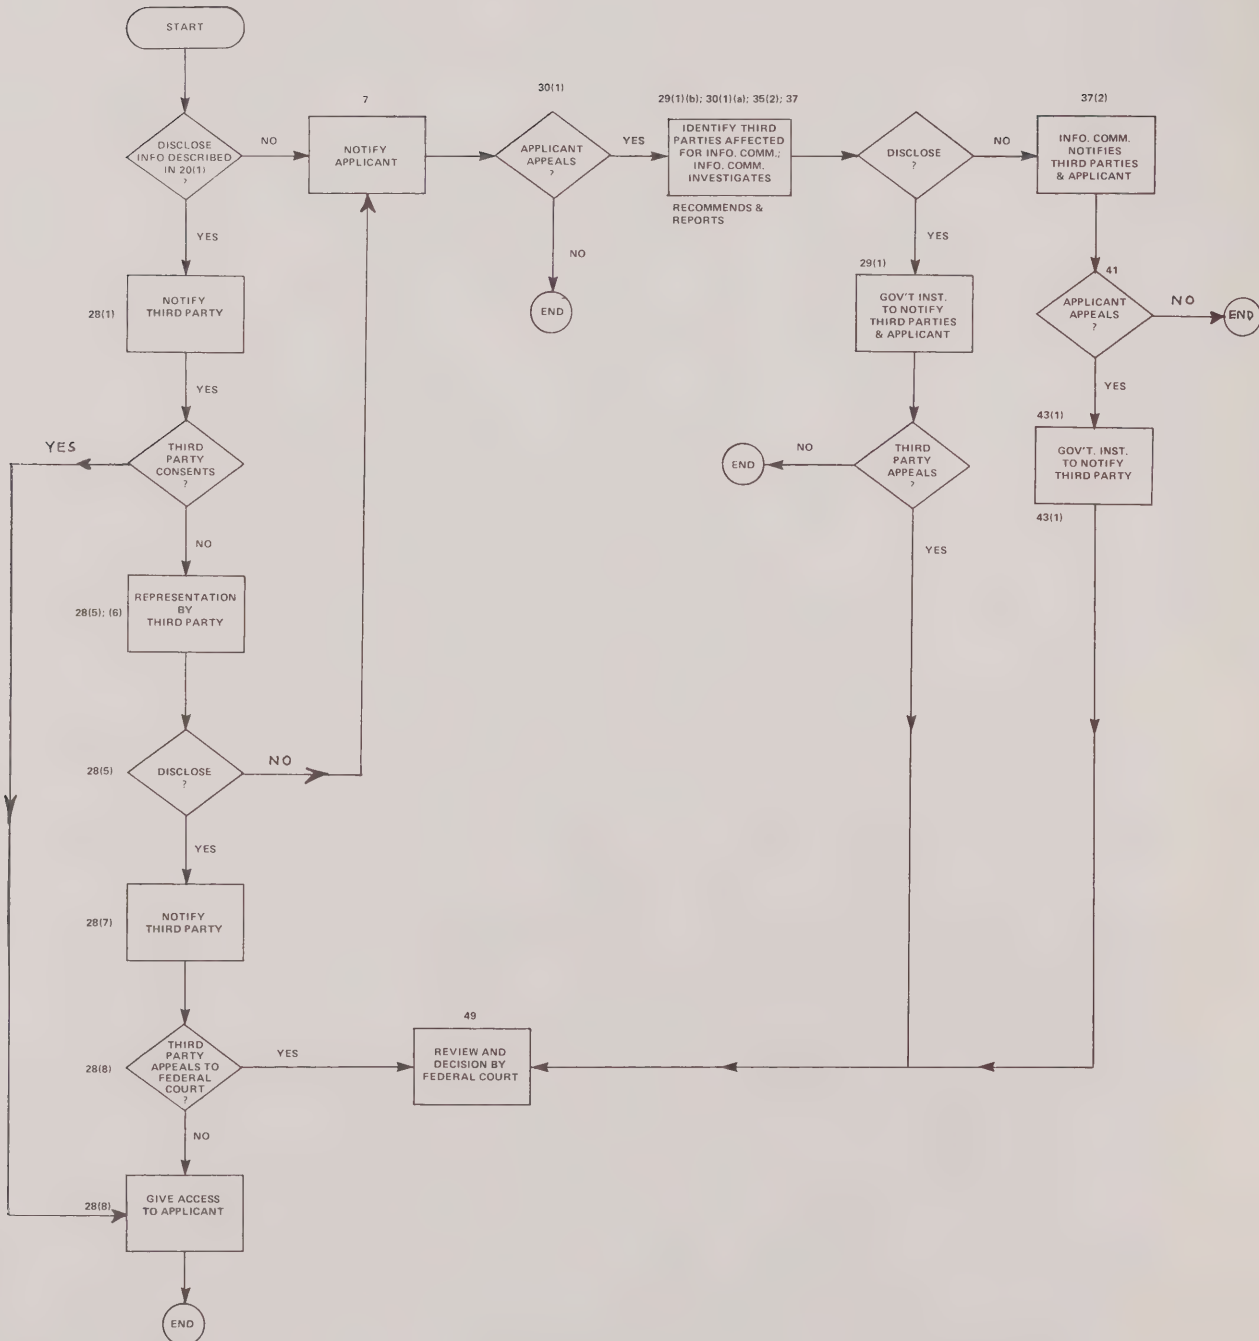 START
7
30(1)
29(1)(b); 30(1)(a); 35(2); 37
37(2)
DISCLOSE
INFO DESCRIBED
IN 20(1)
?
NO
NOTIFY
APPLICANT
APPLICANT
APPEALS
?
YES
IDENTIFY THIRD
PARTIES AFFECTED
FOR INFO. COMM.;
INFO. COMM.
INVESTIGATES
RECOMMENDS &
REPORTS
DISCLOSE
?
NO
INFO. COMM.
NOTIFIES
THIRD PARTIES
& APPLICANT
YES
NO
END
YES
29(1)
GOV'T INST.
TO NOTIFY
THIRD PARTIES
& APPLICANT
41
APPLICANT
APPEALS
?
NO
END
YES
28(1)
NOTIFY
THIRD PARTY
YES
THIRD
PARTY
CONSENTS
?
YES
NO
END
NO
THIRD
PARTY
APPEALS
?
YES
43(1)
GOV'T. INST.
TO NOTIFY
THIRD PARTY
43(1)
28(5); (6)
REPRESENTATION
BY
THIRD PARTY
28(5)
DISCLOSE
?
NO
YES
28(7)
NOTIFY
THIRD PARTY
28(8)
THIRD
PARTY
APPEALS TO
FEDERAL
COURT
?
YES
49
REVIEW AND
DECISION BY
FEDERAL COURT
NO
28(8)
GIVE ACCESS
TO APPLICANT
END